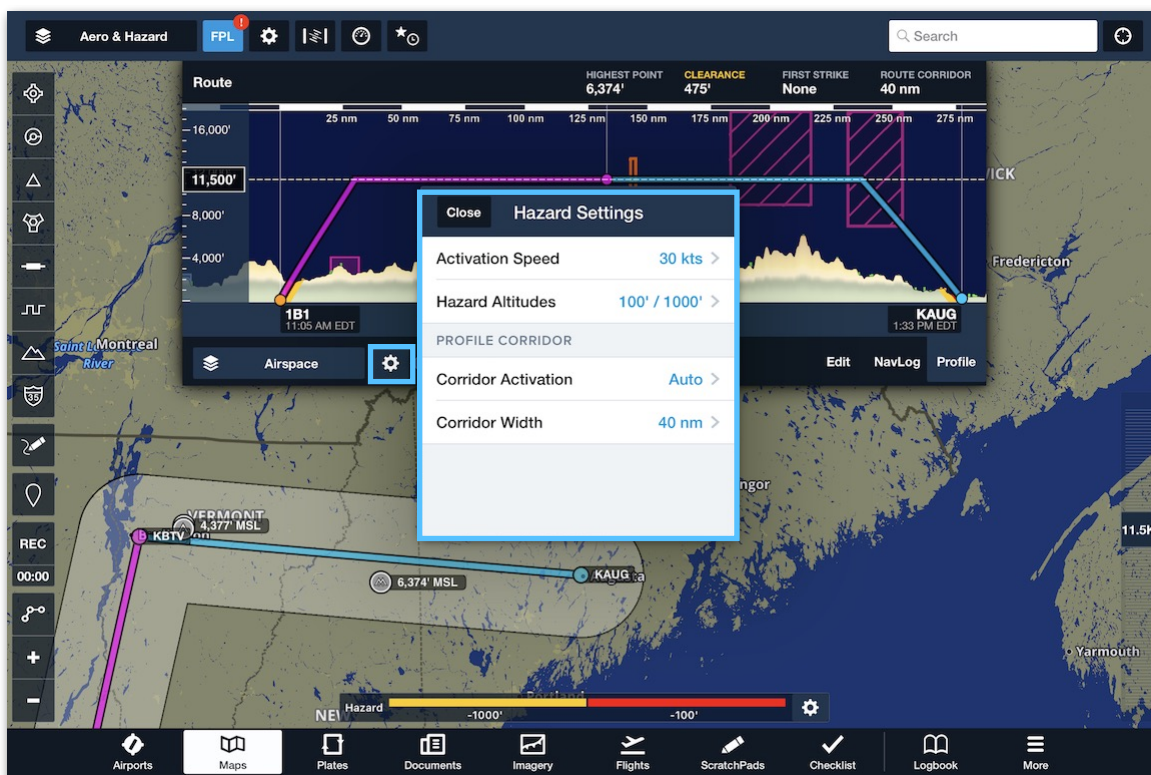 Aero & Hazard
FPL
!
Search
Route
HIGHEST POINT
6,374'
CLEARANCE
475'
FIRST STRIKE
None
ROUTE CORRIDOR
40 nm
25 nm 50 nm 75 nm 100 nm 125 nm 150 nm 175 nm 200 nm 225 nm 250 nm 275 nm
16,000'
11,500'
8,000'
4,000'
1B1
11:05 AM EDT
KAUG
1:33 PM EDT
Airspace
Edit NavLog Profile
Close Hazard Settings
Activation Speed 30 kts
Hazard Altitudes 100' / 1000'
PROFILE CORRIDOR
Corridor Activation Auto
Corridor Width 40 nm
WICK
Fredericton
Montreal
River
35
ngor
VERMONT
4,377' MSL
KBTV
on
6,374' MSL
KAUG
ta
11.5K
REC
00:00
Yarmouth
Portland
NEW
Hazard
-1000'
-100'
Airports Maps Plates Documents Imagery Flights ScratchPads Checklist Logbook More